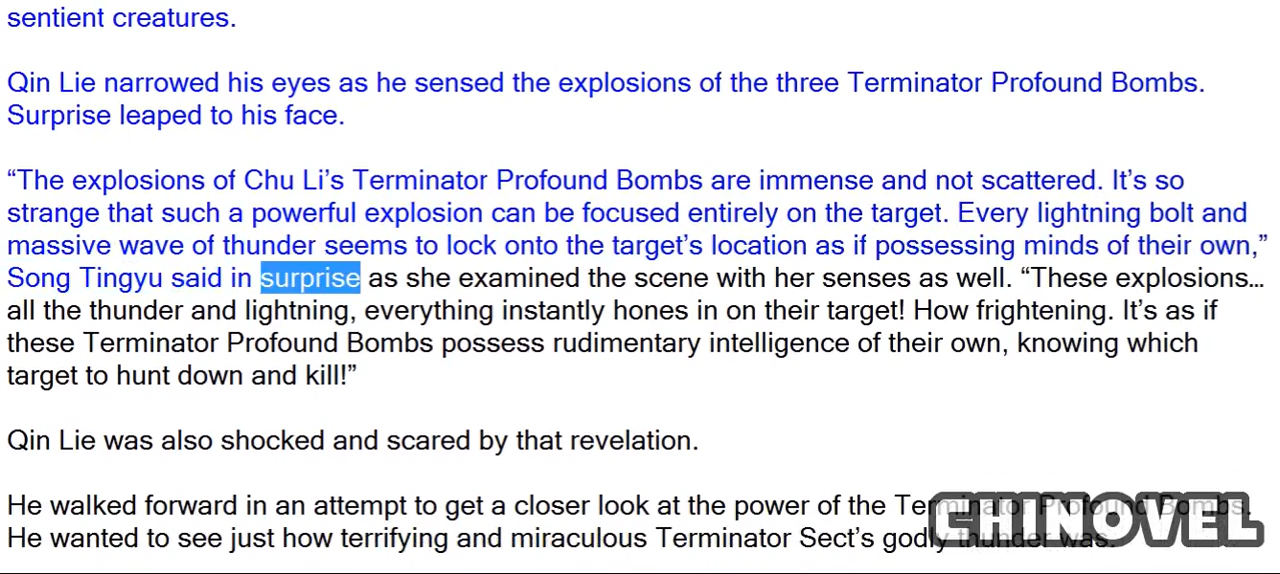 sentient creatures.
Qin Lie narrowed his eyes as he sensed the explosions of the three Terminator Profound Bombs.
Surprise leaped to his face.
“The explosions of Chu Li’s Terminator Profound Bombs are immense and not scattered. It’s so
strange that such a powerful explosion can be focused entirely on the target. Every lightning bolt and
massive wave of thunder seems to lock onto the target’s location as if possessing minds of their own,”
Song Tingyu said in surprise as she examined the scene with her senses as well. “These explosions…
all the thunder and lightning, everything instantly hones in on their target! How frightening. It’s as if
these Terminator Profound Bombs possess rudimentary intelligence of their own, knowing which
target to hunt down and kill!”
Qin Lie was also shocked and scared by that revelation.
He walked forward in an attempt to get a closer look at the power of the Terminator Profound Bombs.
He wanted to see just how terrifying and miraculous Terminator Sect’s godly thunder was.
CHINOVEL